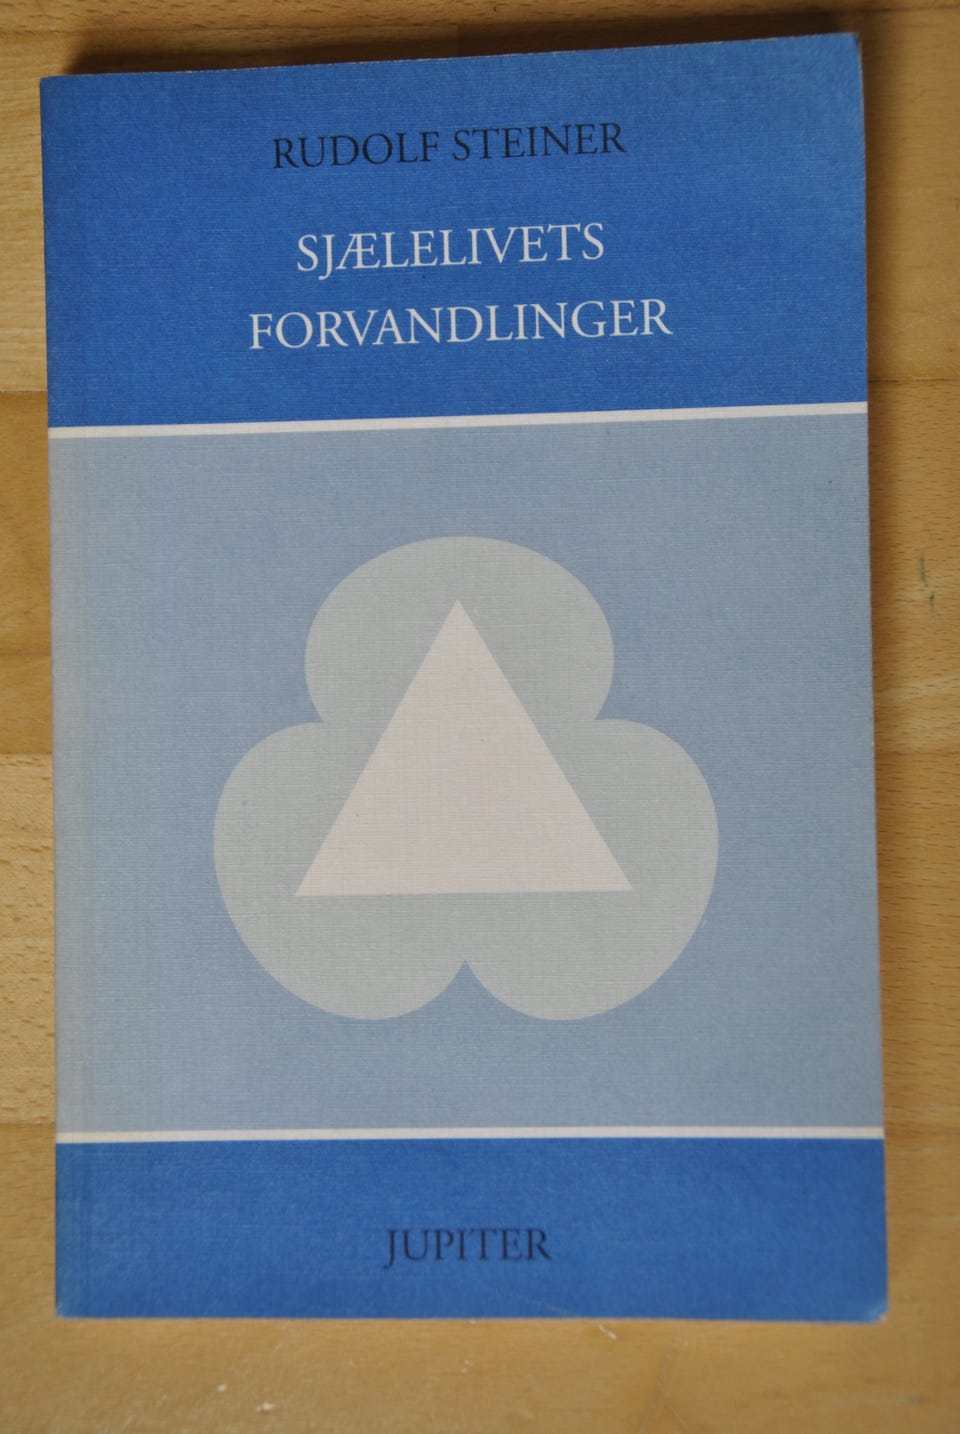 RUDOLF STEINER
SJÆLELIVETS
FORVANDLINGER
JUPITER